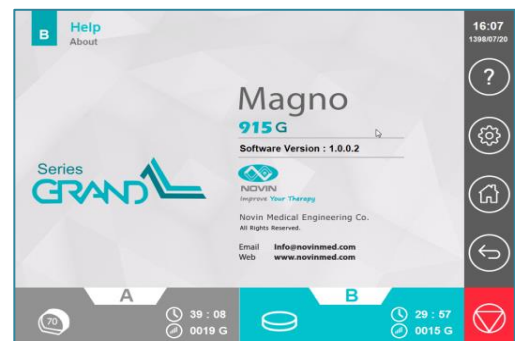 B
Help
About
16:07
1398/07/20
?
Magno
915 G
Software Version : 1.0.0.2
Series
GRAND
NOVIN
Improve Your Therapy
Novin Medical Engineering Co.
All Rights Reserved.
Email Info@novinmed.com
Web www.novinmed.com
A
70
39 : 08
0019 G
B
29 : 57
0015 G